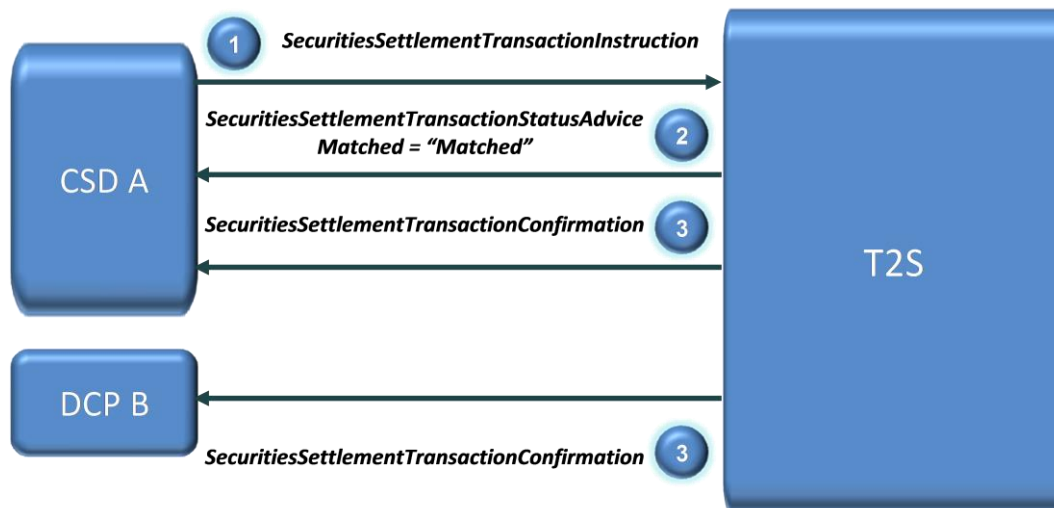 1
SecuritiesSettlementTransactionInstruction
SecuritiesSettlementTransactionStatusAdvice
Matched = “Matched”
2
CSD A
SecuritiesSettlementTransactionConfirmation
3
T2S
DCP B
SecuritiesSettlementTransactionConfirmation
3